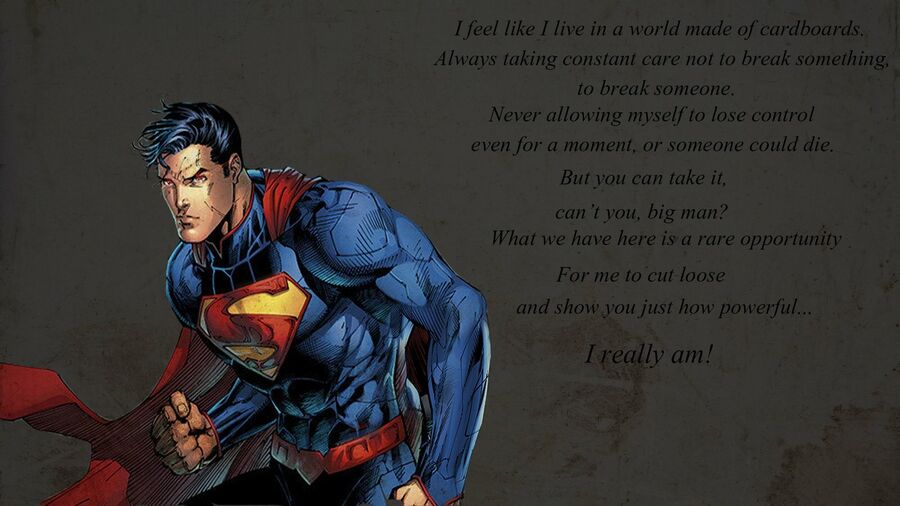 I feel like I live in a world made of cardboards.
Always taking constant care not to break something,
to break someone.
Never allowing myself to lose control
even for a moment, or someone could die.
But you can take it,
can't you, big man?
What we have here is a rare opportunity
For me to cut loose
and show you just how powerful...
I really am!